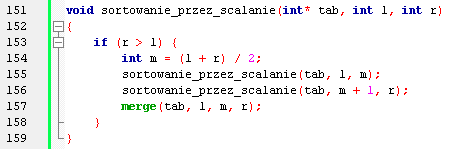 151 void sortowanie_przez_scalanie(int* tab, int l, int r)
152 {
153 if (r > l) {
154 int m = (l + r) / 2;
155 sortowanie_przez_scalanie(tab, l, m);
156 sortowanie_przez_scalanie(tab, m + 1, r);
157 merge(tab, l, m, r);
158 }
159 }